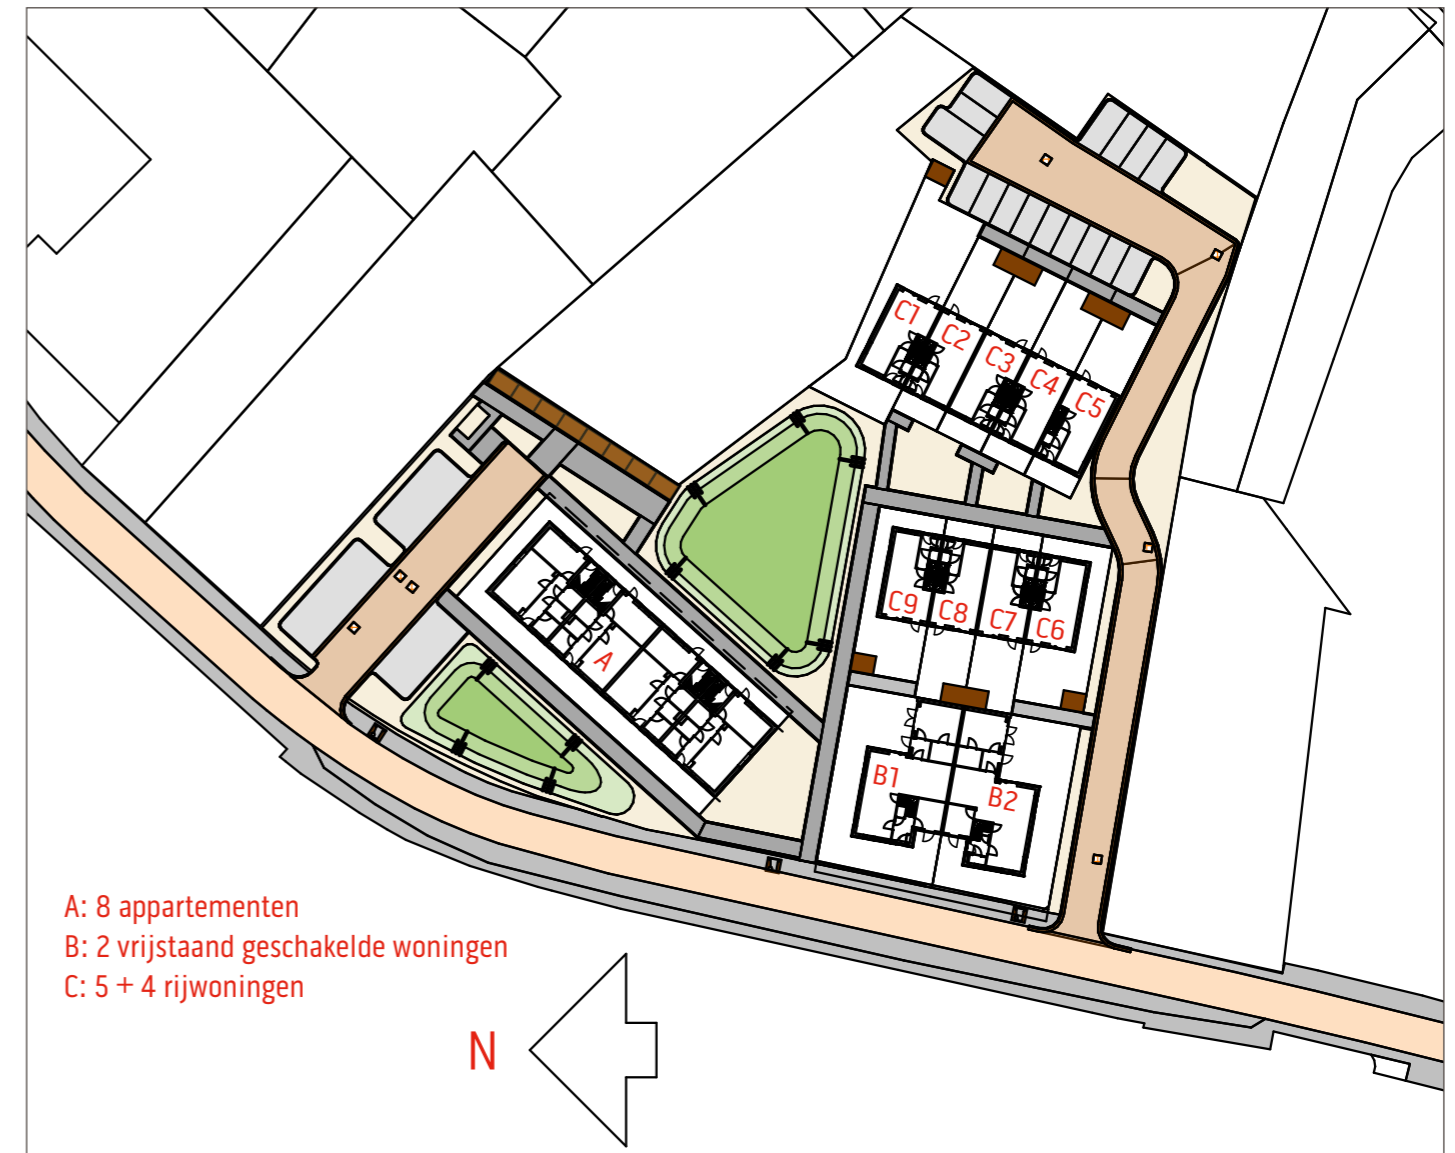 C1
C2
C3
C4
C5
C9
C8
C7
C6
A
B1
B2
A: 8 appartementen
B: 2 vrijstaand geschakelde woningen
C: 5 + 4 rijwoningen
N